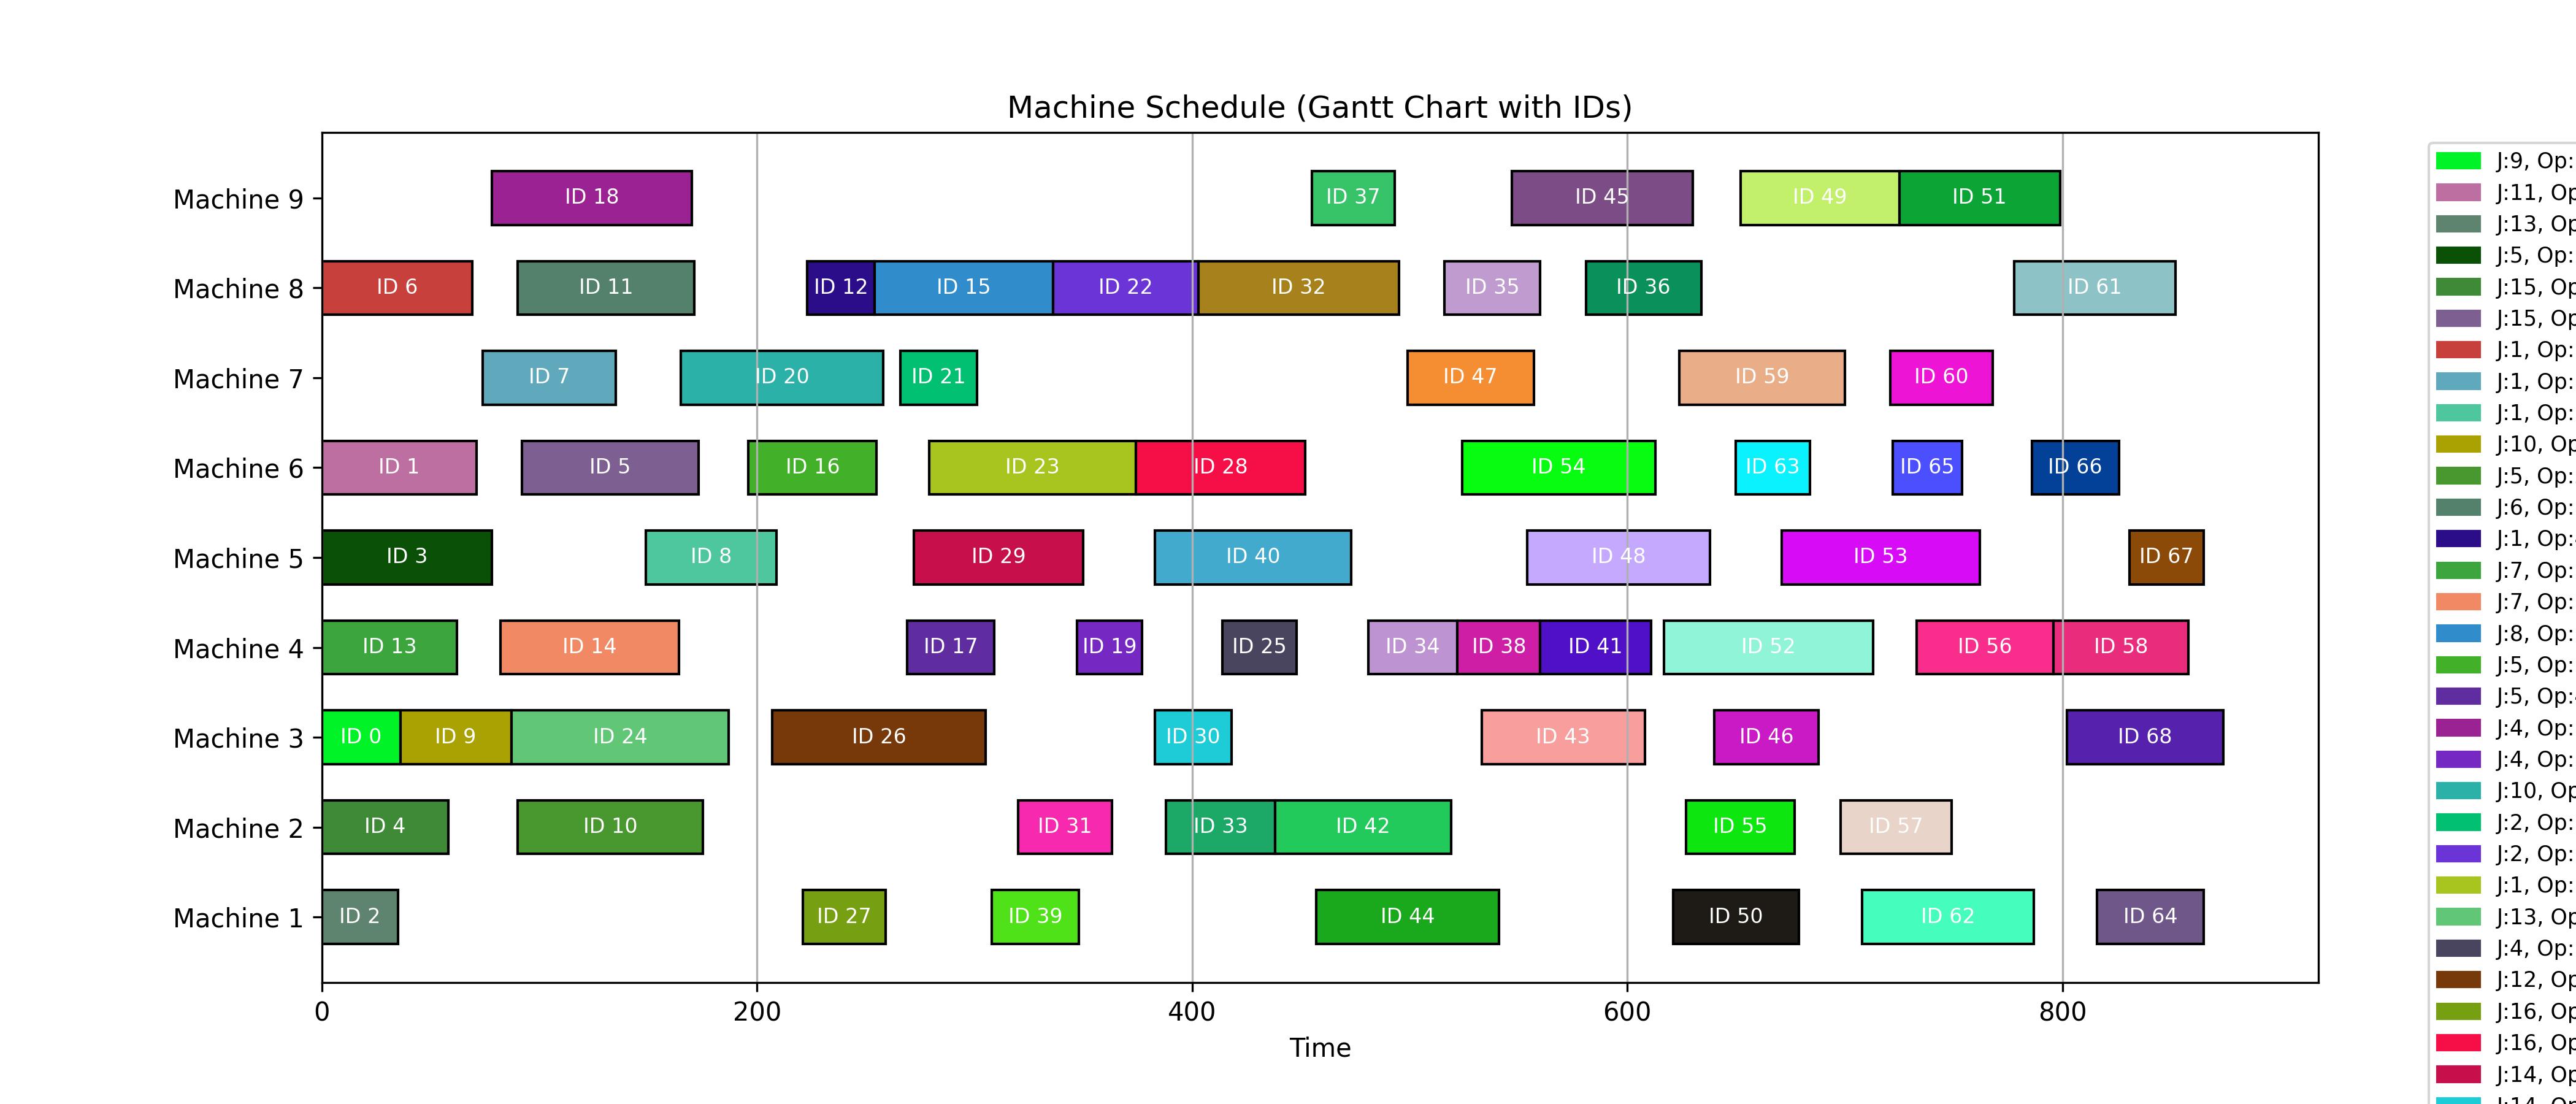 Machine Schedule (Gantt Chart with IDs)
Machine 9
ID 18
ID 37
ID 45
ID 49
ID 51
Machine 8
ID 6
ID 11
ID 12
ID 15
ID 22
ID 32
ID 35
ID 36
ID 61
Machine 7
ID 7
ID 20
ID 21
ID 47
ID 59
ID 60
Machine 6
ID 1
ID 5
ID 16
ID 23
ID 28
ID 54
ID 63
ID 65
ID 66
Machine 5
ID 3
ID 8
ID 29
ID 40
ID 48
ID 53
ID 67
Machine 4
ID 13
ID 14
ID 17
ID 19
ID 25
ID 34
ID 38
ID 41
ID 52
ID 56
ID 58
Machine 3
ID 0
ID 9
ID 24
ID 26
ID 30
ID 43
ID 46
ID 68
Machine 2
ID 4
ID 10
ID 31
ID 33
ID 42
ID 55
ID 57
Machine 1
ID 2
ID 27
ID 39
ID 44
ID 50
ID 62
ID 64
0
200
400
600
800
Time
J:9, Op:
J:11, Op
J:13, Op
J:5, Op:
J:15, Op
J:15, Op
J:1, Op:
J:1, Op:
J:1, Op:
J:10, Op
J:5, Op:
J:6, Op:
J:1, Op:
J:7, Op:
J:7, Op:
J:8, Op:
J:5, Op:
J:5, Op:
J:4, Op:
J:4, Op:
J:10, Op
J:2, Op:
J:2, Op:
J:1, Op:
J:13, Op
J:4, Op:
J:12, Op
J:16, Op
J:16, Op
J:14, Op
J:14, Op